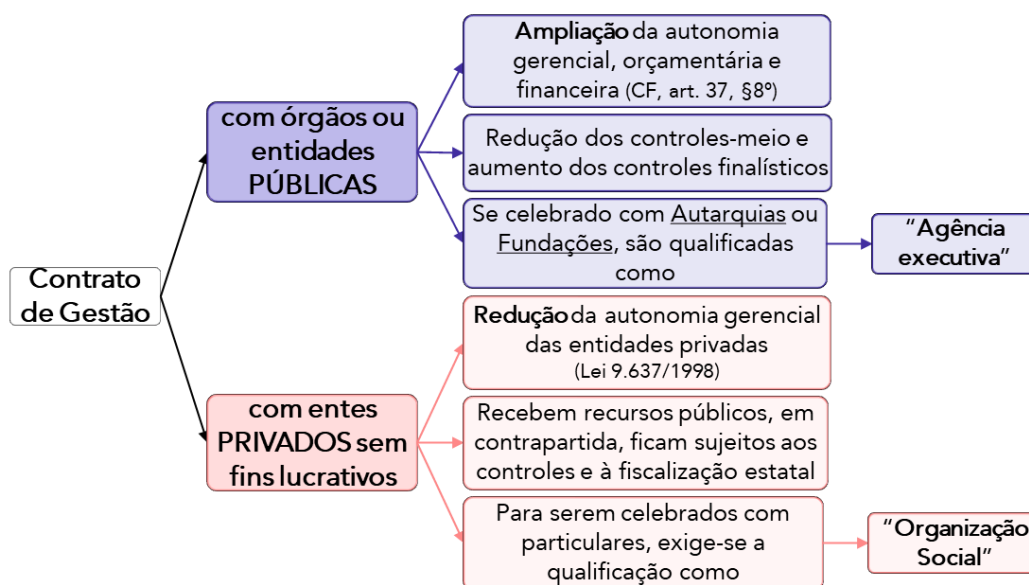 Contrato
de Gestão
com órgãos ou
entidades
PÚBLICAS
Ampliação da autonomia
gerencial, orçamentária e
financeira (CF, art. 37, §8º)
Redução dos controles-meio e
aumento dos controles finalísticos
Se celebrado com Autarquias ou
Fundações, são qualificadas
como
“Agência
executiva”
com entes
PRIVADOS sem
fins lucrativos
Redução da autonomia gerencial
das entidades privadas
(Lei 9.637/1998)
Recebem recursos públicos, em
contrapartida, ficam sujeitos aos
controles e à fiscalização estatal
Para serem celebrados com
particulares, exige-se a
qualificação como
“Organização
Social”